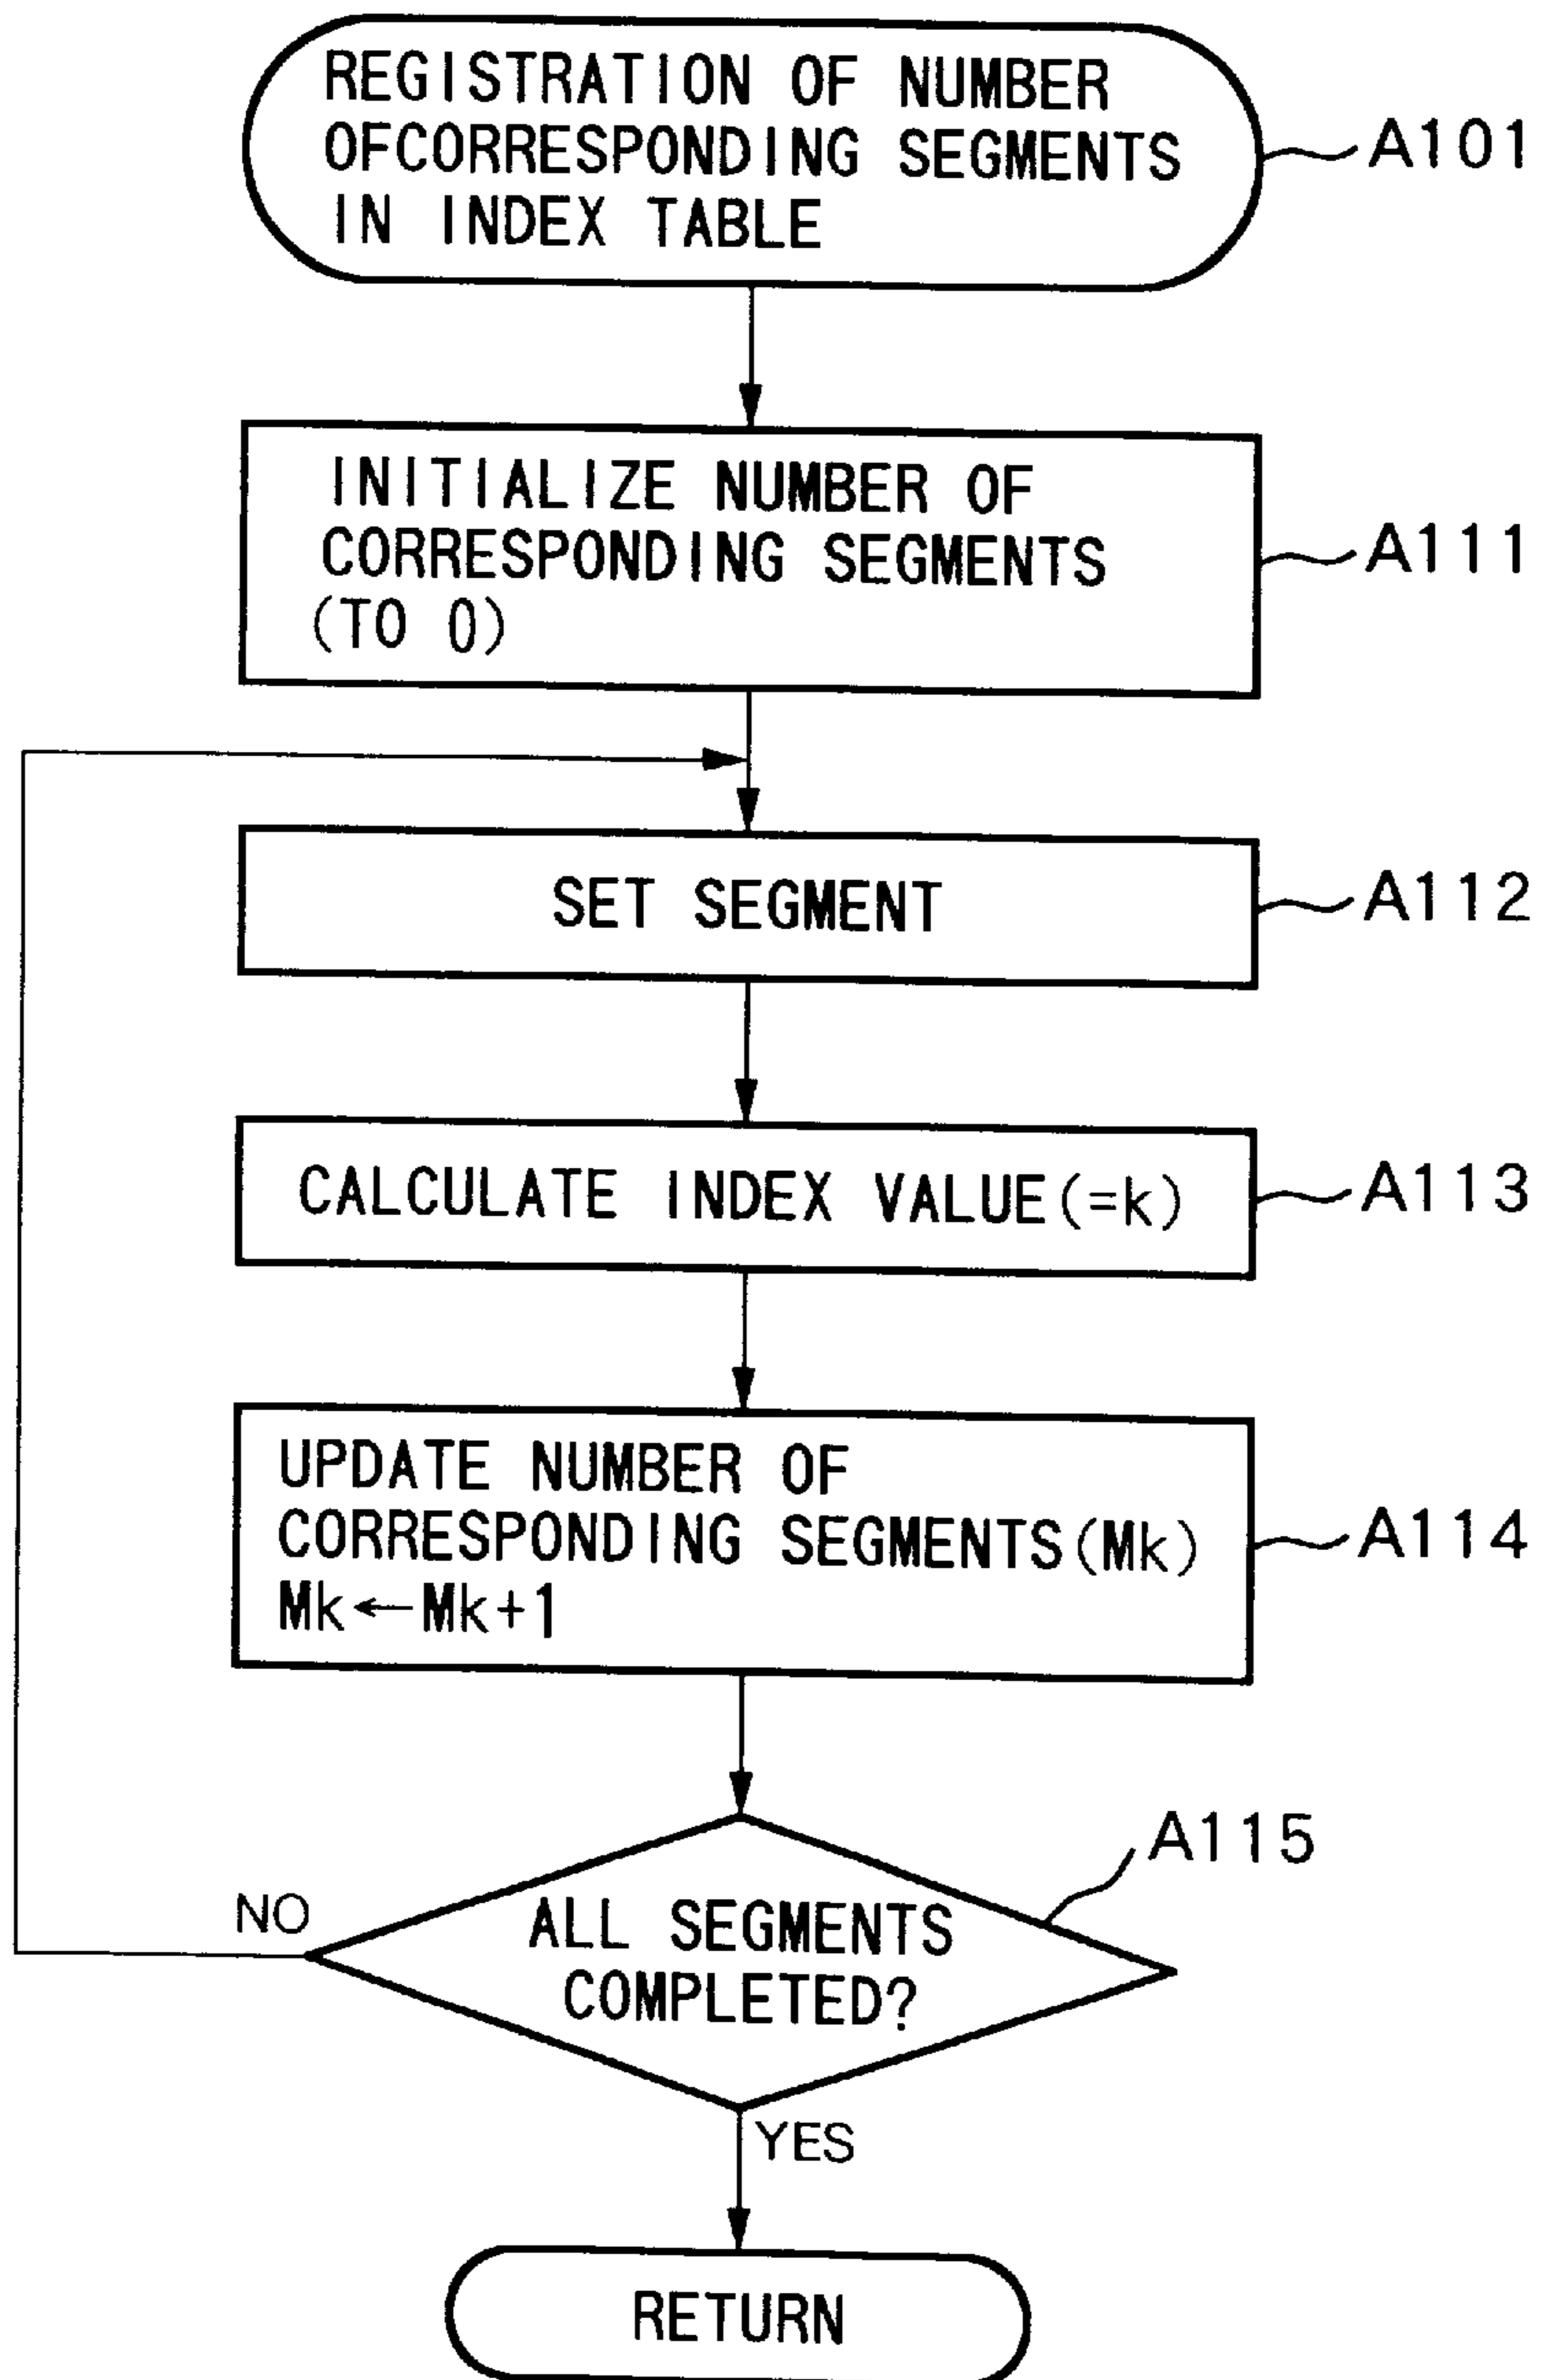 REGISTRATION OF NUMBER
OFCORRESPONDING SEGMENTS
IN INDEX TABLE
A101
INITIALIZE NUMBER OF
CORRESPONDING SEGMENTS
(TO 0)
A111
SET SEGMENT
A112
CALCULATE INDEX VALUE(=k)
A113
UPDATE NUMBER OF
CORRESPONDING SEGMENTS(Mk)
Mk←Mk+1
A114
A115
ALL SEGMENTS
COMPLETED?
NO
YES
RETURN